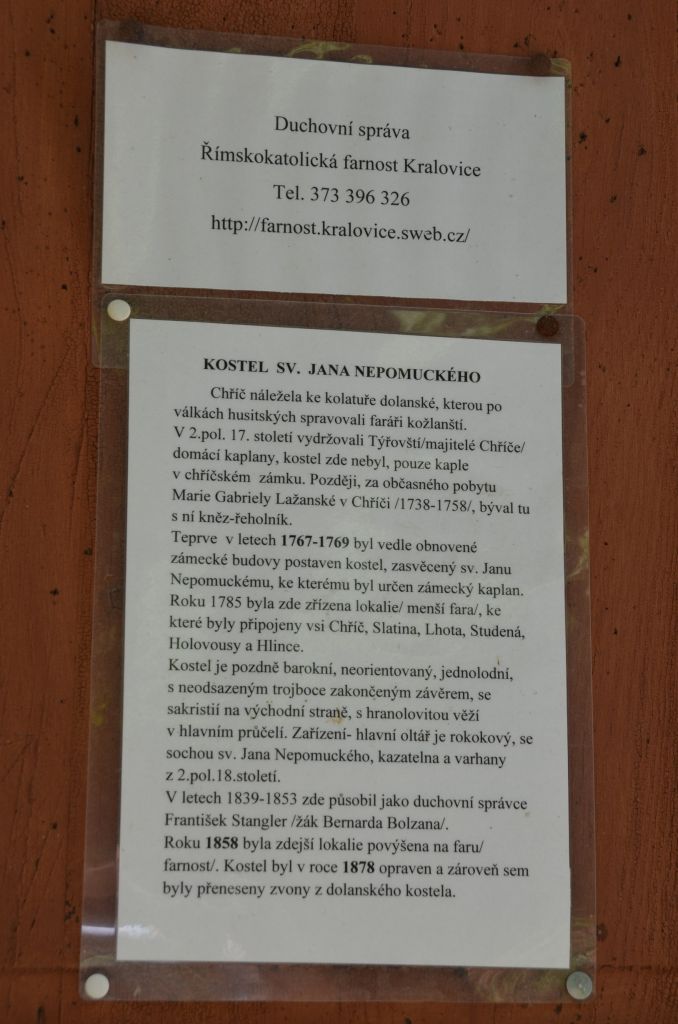 Duchovní správa
Římskokatolická farnost Kralovice
Tel. 373 396 326
http://farnost.kralovice.sweb.cz/
KOSTEL SV. JANA NEPOMUCKÉHO
Chříč náležela ke kolatuře dolanské, kterou po
válkách husitských spravovali faráři kožlanští.
V 2.pol. 17. století vydržovali Týřovští/majitelé Chříče/
domácí kaplany, kostel zde nebyl, pouze kaple
v chříčském zámku. Později, za občasného pobytu
Marie Gabriely Lažanské v Chříči /1738-1758/, býval tu
s ní kněz-řeholník.
Teprve v letech 1767-1769 byl vedle obnovené
zámecké budovy postaven kostel, zasvěcený sv. Janu
Nepomuckému, ke kterému byl určen zámecký kaplan.
Roku 1785 byla zde zřízena lokalie/ menší fara/, ke
které byly připojeny vsi Chříč, Slatina, Lhota, Studená,
Holovousy a Hlince.
Kostel je pozdně barokní, neorientovaný, jednolodní,
s neodsazeným trojboce zakončeným závěrem, se
sakristií na východní straně, s hranolovitou věží
v hlavním průčelí. Zařízení- hlavní oltář je rokokový, se
sochou sv. Jana Nepomuckého, kazatelna a varhany
z 2.pol.18.století.
V letech 1839-1853 zde působil jako duchovní správce
František Stangler /žák Bernarda Bolzana/.
Roku 1858 byla zdejší lokalie povýšena na faru/
farnost/. Kostel byl v roce 1878 opraven a zároveň sem
byly přeneseny zvony z dolanského kostela.